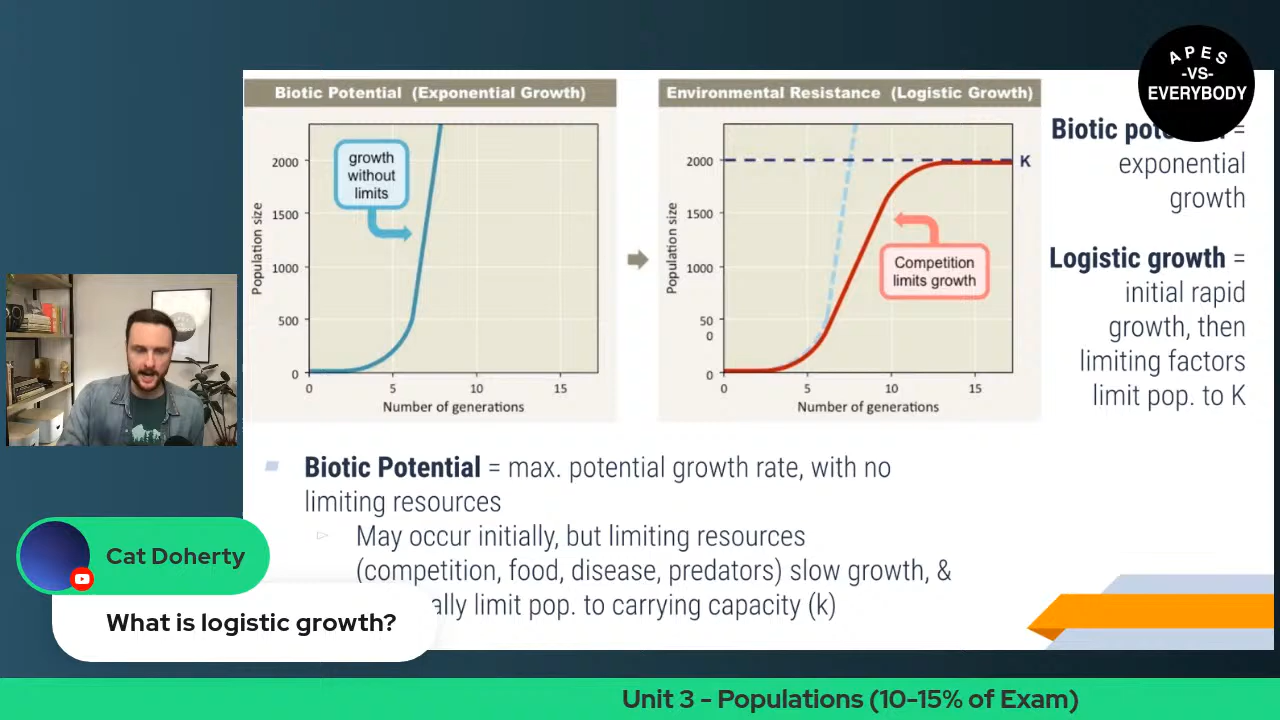 APES
-VS-
EVERYBODY
Biotic Potential (Exponential Growth)
Population size
2000
1500
1000
500
0
growth
without
limits
0 5 10 15
Number of generations
Environmental Resistance (Logistic Growth)
Population size
2000
1500
1000
50
0
0
K
Competition
limits growth
0 5 10 15
Number of generations
Biotic =
exponential
growth
Logistic growth =
initial rapid
growth, then
limiting factors
limit pop. to K
Biotic Potential = max. potential growth rate, with no
limiting resources
May occur initially, but limiting resources
(competition, food, disease, predators) slow growth, &
ally limit pop. to carrying capacity (k)
Cat Doherty
What is logistic growth?
Unit 3 - Populations (10-15% of Exam)